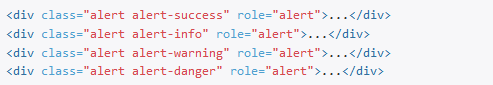 <div class="alert alert-success" role="alert">...</div>
<div class="alert alert-info" role="alert">...</div>
<div class="alert alert-warning" role="alert">...</div>
<div class="alert alert-danger" role="alert">...</div>